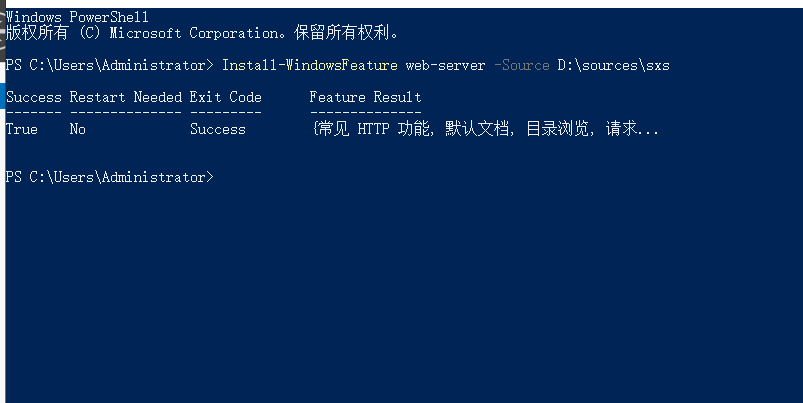 Windows PowerShell
版权所有 (C) Microsoft Corporation。保留所有权利。
PS C:\Users\Administrator> Install-WindowsFeature web-server -Source D:\sources\sxs
Success Restart Needed Exit Code      Feature Result
------- -------------- ---------      --------------
True    No             Success        {常见 HTTP 功能, 默认文档, 目录浏览, 请求...
PS C:\Users\Administrator>